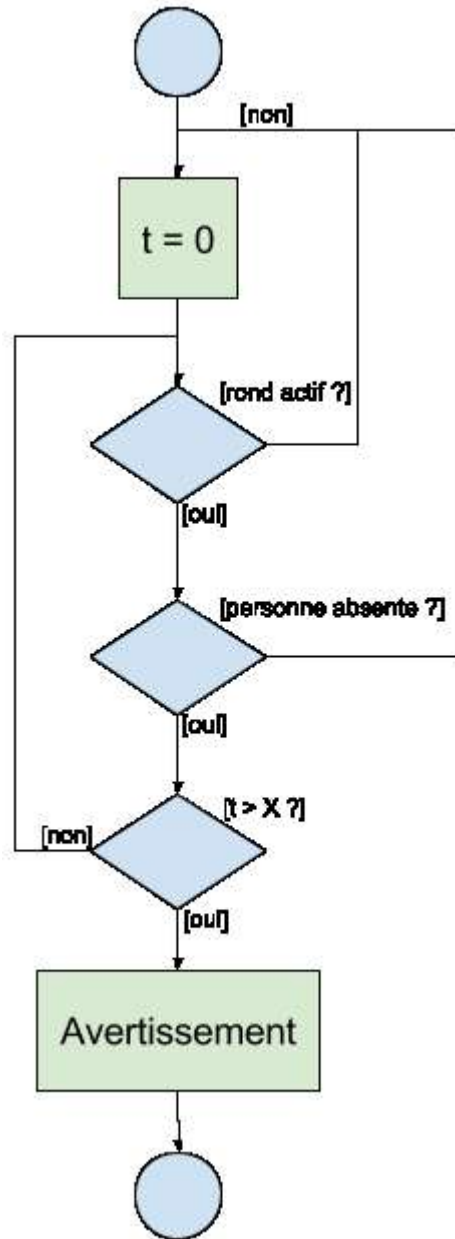 [non]
t = 0
[rond actif ?]
[oui]
[personne absente ?]
[oui]
[t > X ?]
[non]
[oui]
Avertissement